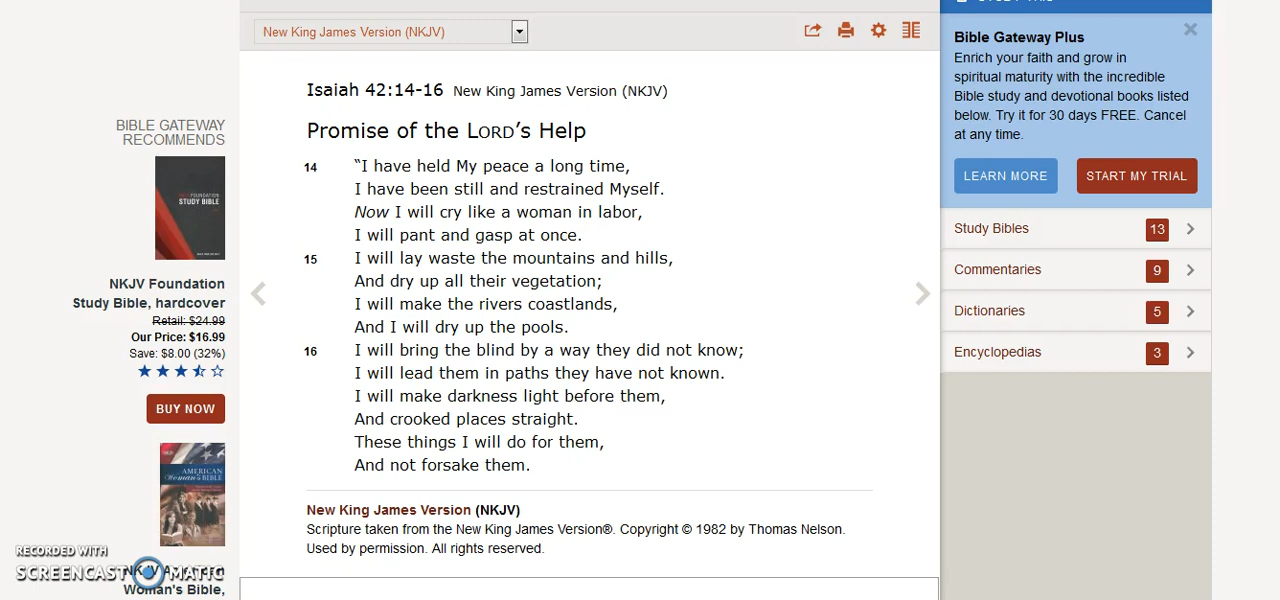 New King James Version (NKJV)
Isaiah 42:14-16 New King James Version (NKJV)
Promise of the LORD's Help
14 "I have held My peace a long time,
I have been still and restrained Myself.
Now I will cry like a woman in labor,
I will pant and gasp at once.
15 I will lay waste the mountains and hills,
And dry up all their vegetation;
I will make the rivers coastlands,
And I will dry up the pools.
16 I will bring the blind by a way they did not know;
I will lead them in paths they have not known.
I will make darkness light before them,
And crooked places straight.
These things I will do for them,
And not forsake them.
New King James Version (NKJV)
Scripture taken from the New King James Version®. Copyright © 1982 by Thomas Nelson.
Used by permission. All rights reserved.
BIBLE GATEWAY
RECOMMENDS
FOUNDATION
STUDY BIBLE
NKJV Foundation
Study Bible, hardcover
Retail: $24.99
Our Price: $16.99
Save: $8.00 (32%)
BUY NOW
AMERICAN
Woman's BIBLE
RECORDED WITH
SCREENCAST MATIC
Woman's Bible,
Bible Gateway Plus
Enrich your faith and grow in
spiritual maturity with the incredible
Bible study and devotional books listed
below. Try it for 30 days FREE. Cancel
at any time.
LEARN MORE
START MY TRIAL
Study Bibles 13
Commentaries 9
Dictionaries 5
Encyclopedias 3